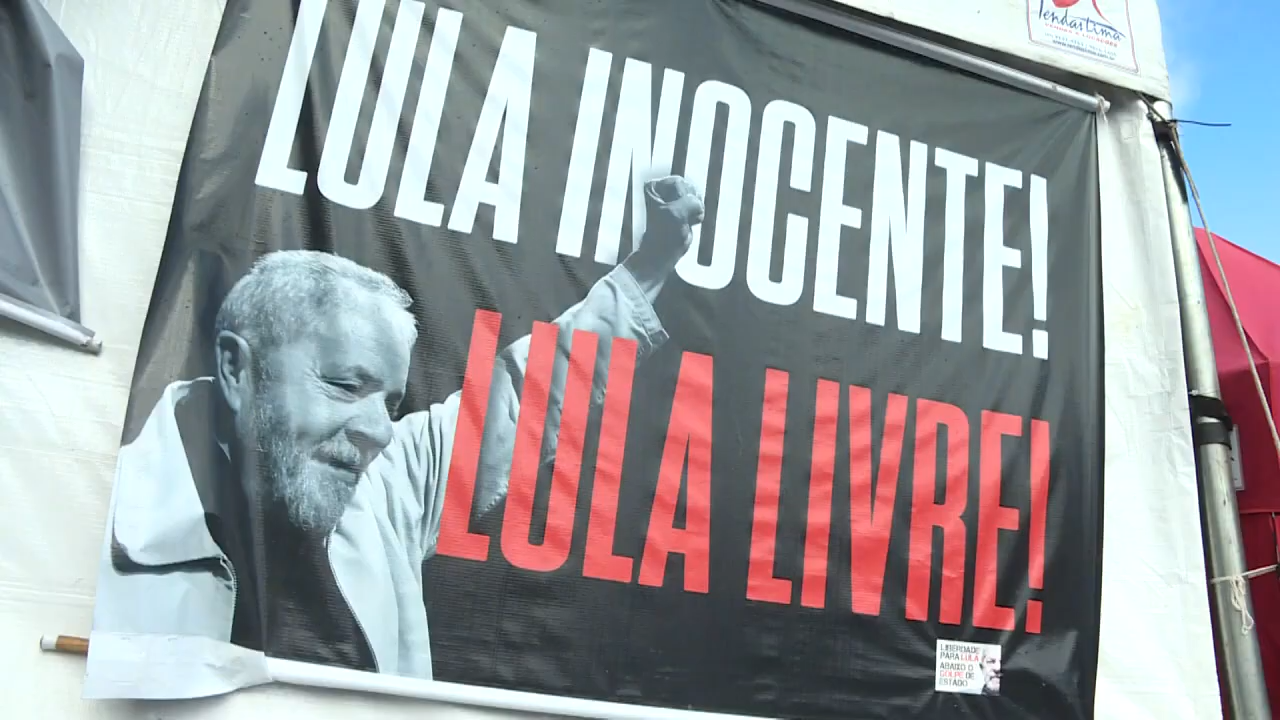 LULA INOCENTE!
LULA LIVRE!
LIBERDADE
PARA LULA
ABAIXO O
GOLPE DE
ESTADO